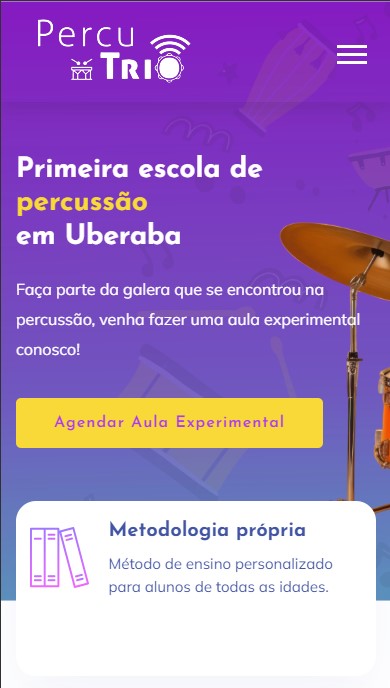 Percu
TRIO
Primeira escola de
percussão
em Uberaba
Faça parte da galera que se encontrou na
percussão, venha fazer uma aula experimental
conosco!
Agendar Aula Experimental
Metodologia própria
Método de ensino personalizado
para alunos de todas as idades.